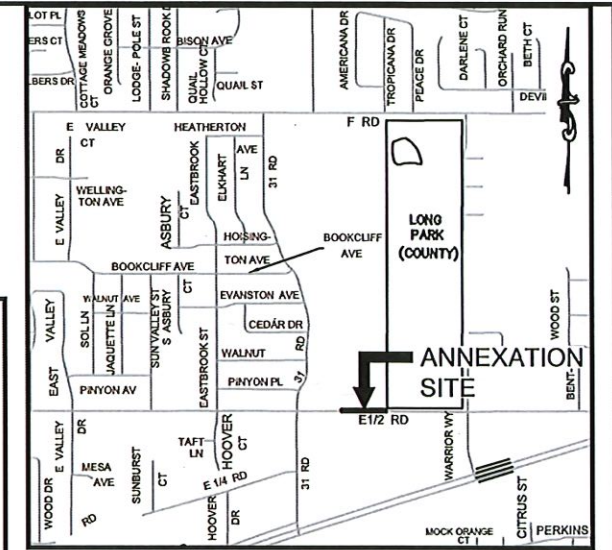 LOT PL
ERS CT
LBERS DR
COTTAGE MEADOWS
CT
ORANGE GROVE
LODGE- POLE ST
SHADOWBROOK
BISON AVE
QUAIL
HOLLOW CT
QUAIL ST
AMERICANA DR
TROPICANA DR
PEACE DR
DARLENE CT
ORCHARD RUN
BETH CT
DEVI
F RD
E VALLEY
CT
HEATHERTON
AVE
E VALLEY DR
WELLING-
TON AVE
ASBURY
CT
EASTBROOK
ELKHART
LN
31 RD
HOISING-
TON AVE
BOOKCLIFF
AVE
LONG
PARK
(COUNTY)
BOOKCLIFF AVE
EAST
VALLEY
WALNUT AVE
SOL LN
JAQUETTE LN
SUN VALLEY ST
S ASBURY
CT
EVANSTON AVE
CEDAR DR
EASTBROOK ST
WALNUT
PINYON PL
31 RD
PINYON AV
ANNEXATION
SITE
E1/2 RD
WOOD ST
BENT-
E VALLEY
DR
TAFT
LN
HOOVER
CT
WARRIOR WY
MESA
AVE
SUNBURST
CT
E 1/4 RD
31 RD
WOOD DR
RD
HOOVER
DR
MOCK ORANGE
CT
CITRUS ST
PERKINS